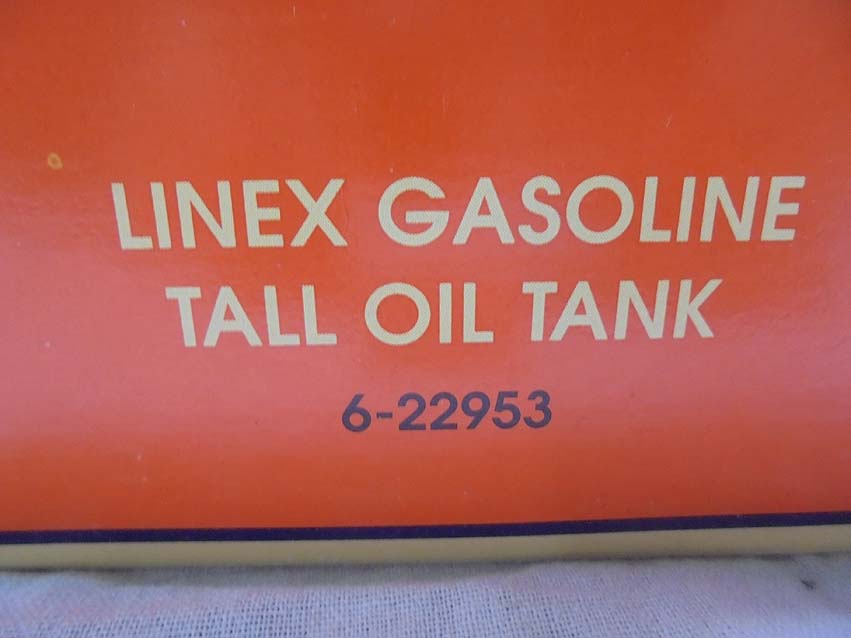 LINEX GASOLINE
TALL OIL TANK
6-22953